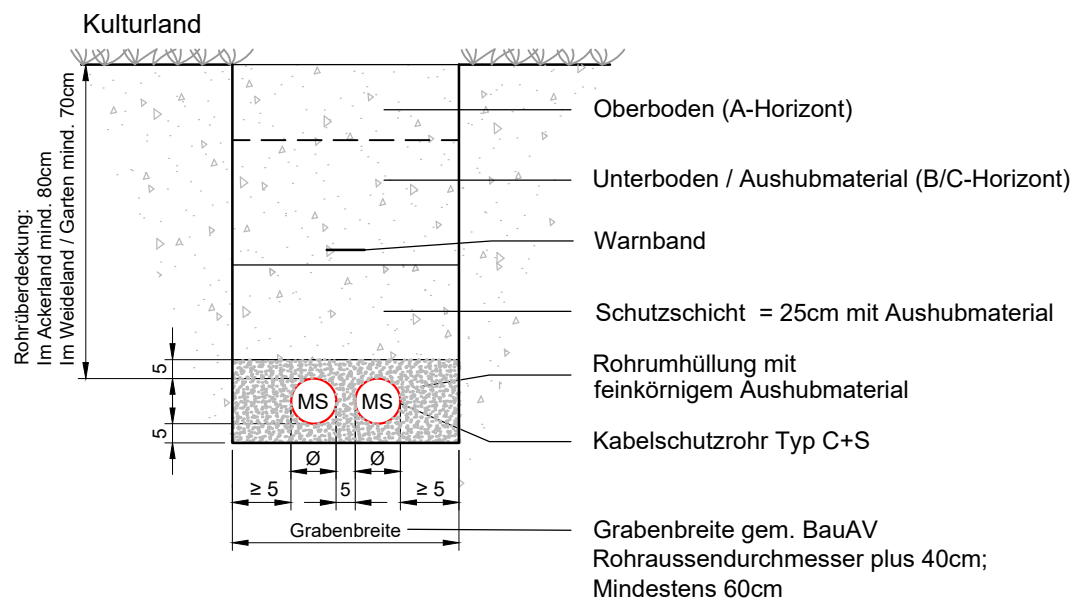 Kulturland
Rohrüberdeckung:
Im Ackerland mind. 80cm
Im Weideland / Garten mind. 70cm
Oberboden (A-Horizont)
Unterboden / Aushubmaterial (B/C-Horizont)
Warnband
Schutzschicht = 25cm mit Aushubmaterial
Rohrumhüllung mit
feinkörnigem Aushubmaterial
5
MS MS
5
Kabelschutzrohr Typ C+S
Ø Ø
≥ 5 5 ≥ 5
Grabenbreite
Grabenbreite gem. BauAV
Rohraussendurchmesser plus 40cm;
Mindestens 60cm